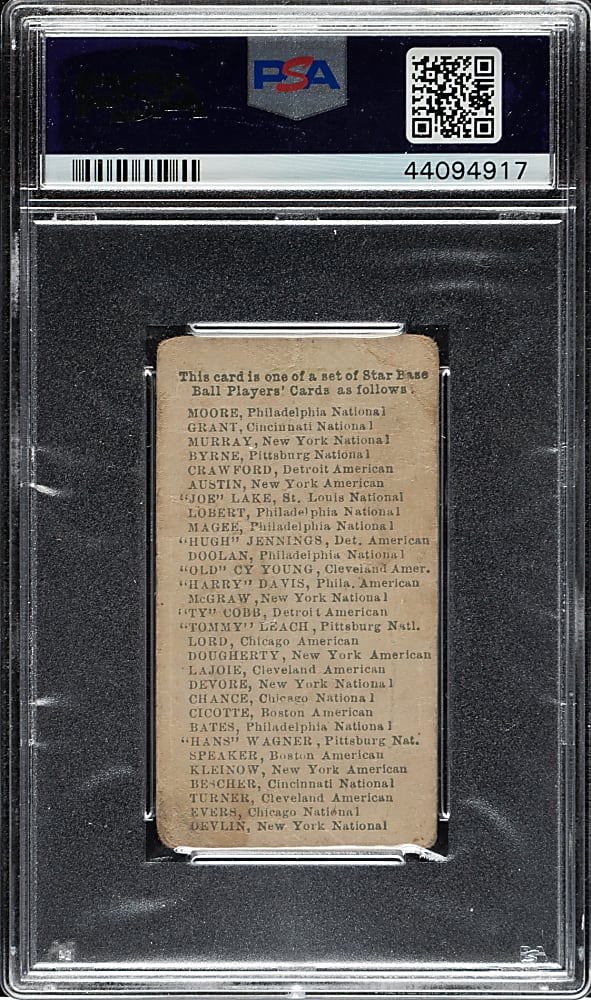 PSA
44094917
This card is one of a set of Star Base
Ball Players' Cards as follows:
MOORE, Philadelphia National
GRANT, Cincinnati National
MURRAY, New York National
BYRNE, Pittsburg National
CRAWFORD, Detroit American
AUSTIN, New York American
"JOE" LAKE, St. Louis National
LOBERT, Philadelphia National
MAGEE, Philadelphia National
"HUGH" JENNINGS, Det. American
DOOLAN, Philadelphia National
"OLD" CY YOUNG, Cleveland Amer.
"HARRY" DAVIS, Phila. American
McGRAW, New York National
"TY" COBB, Detroit American
"TOMMY" LEACH, Pittsburg Natl.
LORD, Chicago American
DOUGHERTY, New York American
LAJOIE, Cleveland American
DEVORE, New York National
CHANCE, Chicago National
CICOTTE, Boston American
BATES, Philadelphia National
"HANS" WAGNER, Pittsburg Nat.
SPEAKER, Boston American
KLEINOW, New York American
BESCHER, Cincinnati National
TURNER, Cleveland American
EVERS, Chicago National
DEVLIN, New York National